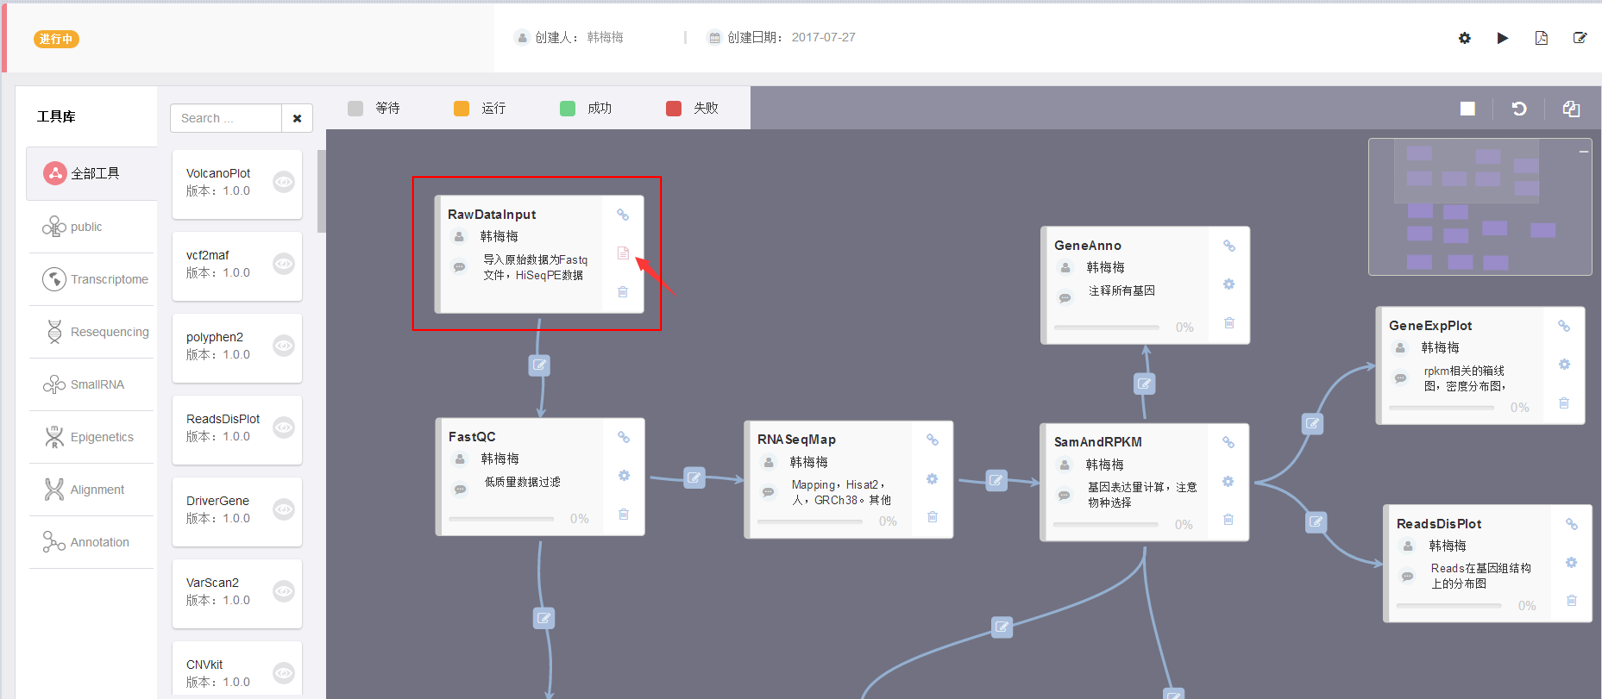 进行中
创建人： 韩梅梅
创建日期： 2017-07-27
工具库
全部工具
public
Transcriptome
Resequencing
SmallRNA
Epigenetics
Alignment
Annotation
Search ...
VolcanoPlot
版本：1.0.0
vcf2maf
版本：1.0.0
polyphen2
版本：1.0.0
ReadsDisPlot
版本：1.0.0
DriverGene
版本：1.0.0
VarScan2
版本：1.0.0
CNVkit
版本：1.0.0
等待
运行
成功
失败
RawDataInput
韩梅梅
导入原始数据为Fastq
文件，HiSeqPE数据
FastQC
韩梅梅
低质量数据过滤
0%
RNASeqMap
韩梅梅
Mapping，Hisat2，
人，GRCh38。其他
0%
GeneAnno
韩梅梅
注释所有基因
0%
SamAndRPKM
韩梅梅
基因表达量计算，注意
物种选择
0%
GeneExpPlot
韩梅梅
rpkm相关的箱线
图，密度分布图，
0%
ReadsDisPlot
韩梅梅
Reads在基因组结构
上的分布图
0%